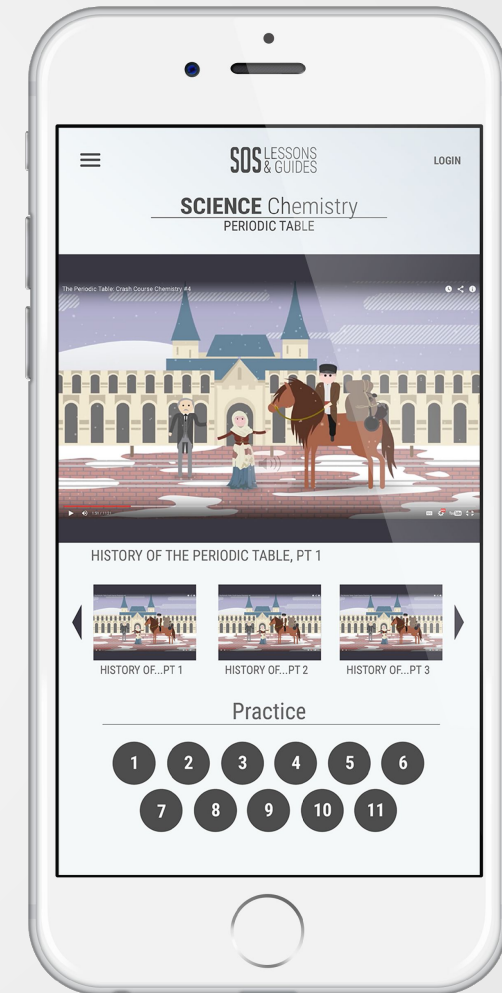 SOS LESSONS
& GUIDES
LOGIN
SCIENCE Chemistry
PERIODIC TABLE
The Periodic Table: Crash Course Chemistry #4
HISTORY OF THE PERIODIC TABLE, PT 1
HISTORY OF...PT 1
HISTORY OF...PT 2
HISTORY OF...PT 3
Practice
1 2 3 4 5 6
7 8 9 10 11